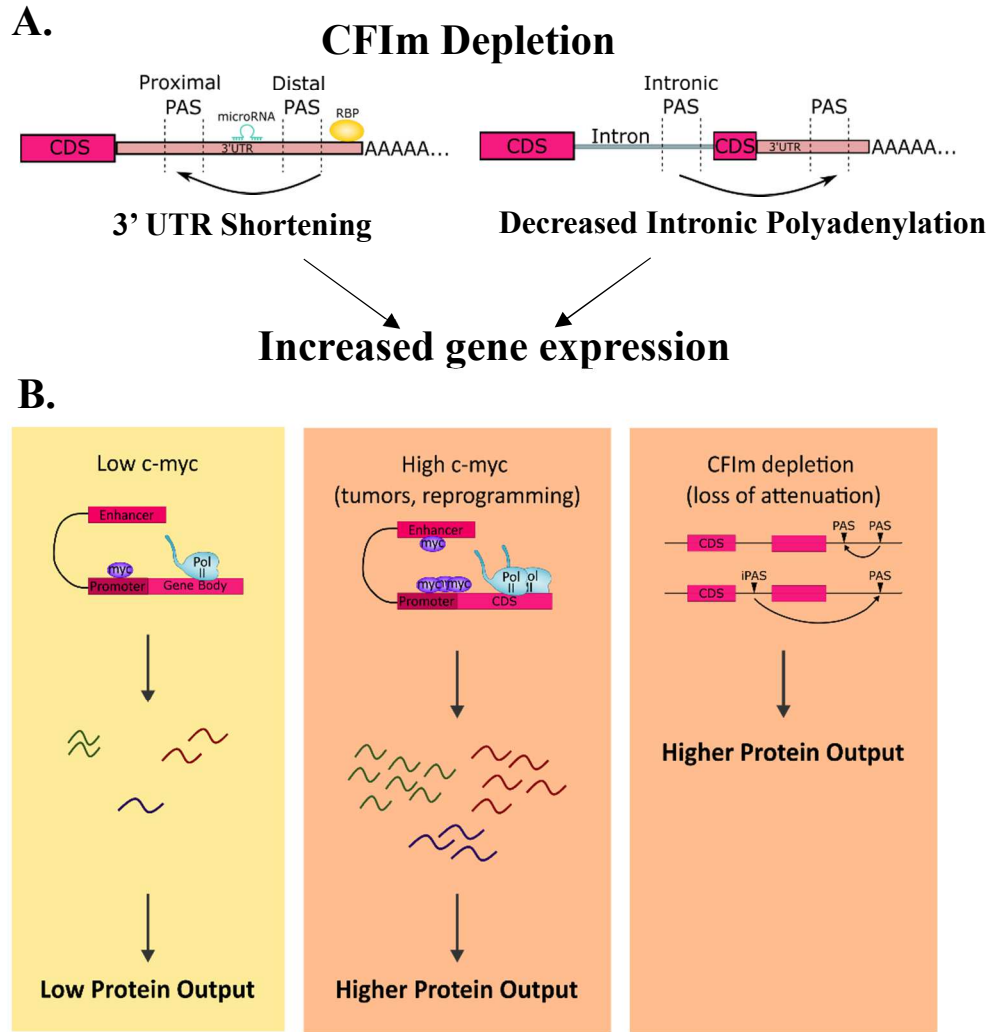 A.
CFIm Depletion
Proximal
PAS
microRNA
Distal
PAS
RBP
CDS
3'UTR
AAAAA...
3’ UTR Shortening
Intronic
PAS
PAS
CDS
Intron
CDS
3'UTR
AAAAA...
Decreased Intronic Polyadenylation
Increased gene expression
B.
Low c-myc
Enhancer
myc
Pol
II
Promoter
Gene Body
Low Protein Output
High c-myc
(tumors, reprogramming)
Enhancer
myc
myc
myc
Pol
II
ol
Promoter
CDS
Higher Protein Output
CFIm depletion
(loss of attenuation)
PAS
PAS
CDS
iPAS
PAS
CDS
Higher Protein Output